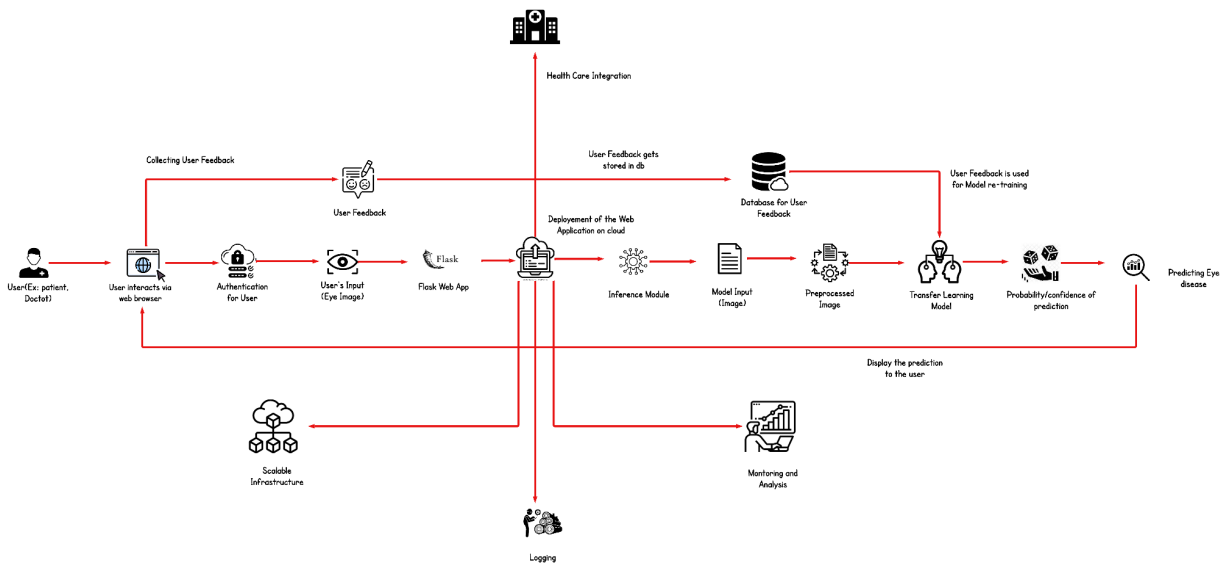 Health Care Integration
Collecting User Feedback
User Feedback gets
stored in db
User Feedback is used
for Model re-training
User Feedback
Database for User
Feedback
Deployement of the Web
Application on cloud
Flask
User(Ex: patient,
Doctot)
User interacts via
web browser
Authentication
for User
User's Input
(Eye Image)
Flask Web App
Inference Module
Model Input
(Image)
Preprocessed
Image
Transfer Learning
Model
Probability/confidence of
prediction
Predicting Eye
disease
Display the prediction
to the user
Scalable
Infrastructure
Montoring and
Analysis
Logging